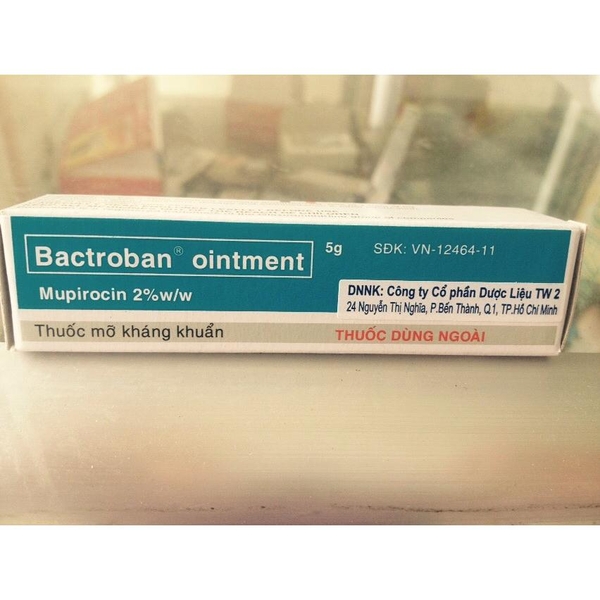 Bactroban® ointment
5g
SĐK: VN-12464-11
Mupirocin 2%w/w
DNNK: Công ty Cổ phần Dược Liệu TW 2
24 Nguyễn Thị Nghĩa, P.Bến Thành, Q.1, TP.Hồ Chí Minh
Thuốc mỡ kháng khuẩn
THUỐC DÙNG NGOÀI